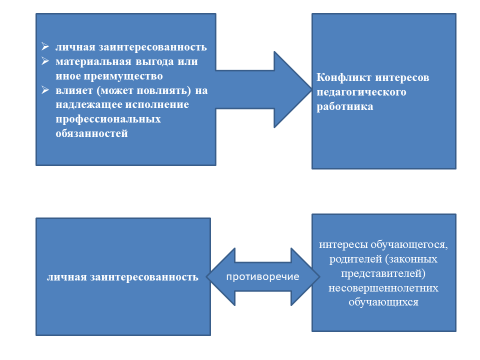 ➢ личная заинтересованность
➢ материальная выгода или
иное преимущество
➢ влияет (может повлиять) на
надлежащее исполнение
профессиональных
обязанностей
Конфликт интересов
педагогического
работника
личная заинтересованность
противоречие
интересы обучающегося,
родителей (законных
представителей)
несовершеннолетних
обучающихся